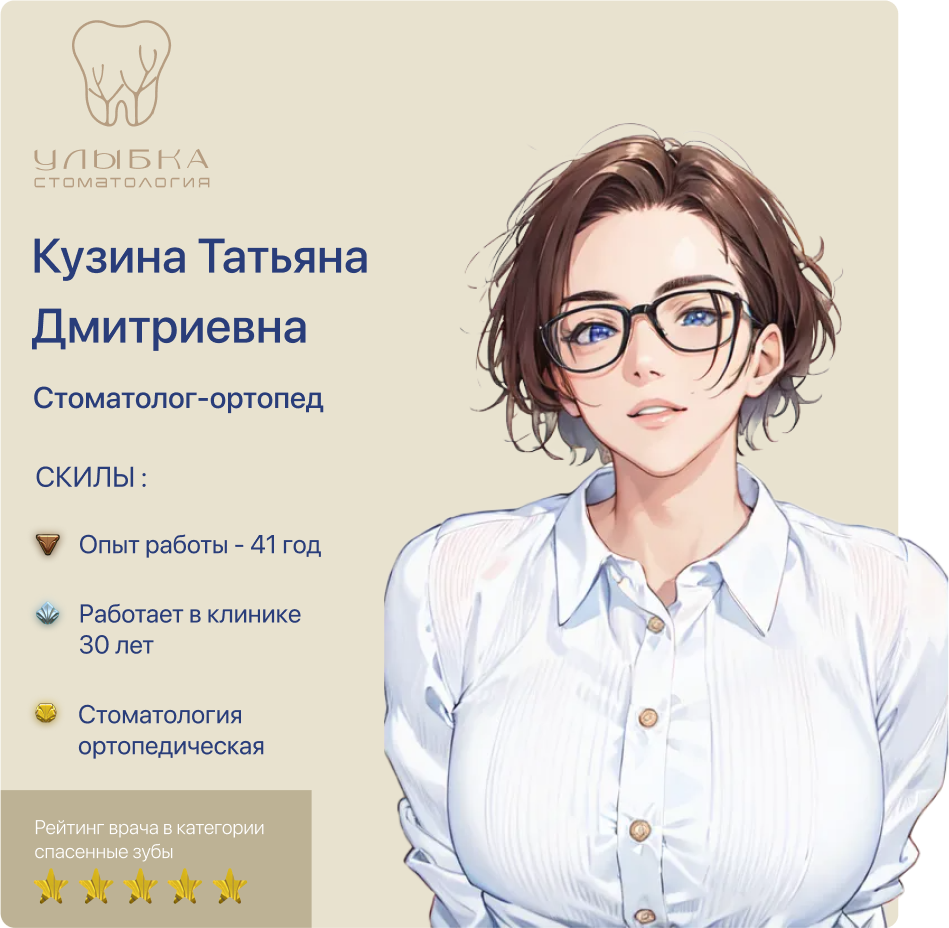 УЛЫБКА
СТОМАТОЛОГИЯ
Кузина Татьяна
Дмитриевна
Стоматолог-ортопед
СКИЛЫ :
Опыт работы - 41 год
Работает в клинике
30 лет
Стоматология
ортопедическая
Рейтинг врача в категории
спасенные зубы